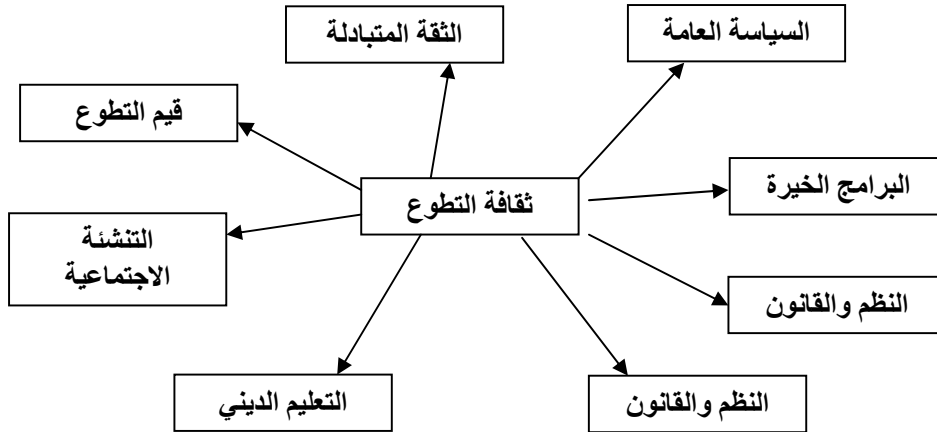 السياسة العامة
الثقة المتبادلة
قيم التطوع
البرامج الخيرة
ثقافة التطوع
التنشئة
الاجتماعية
النظم والقانون
النظم والقانون
التعليم الديني